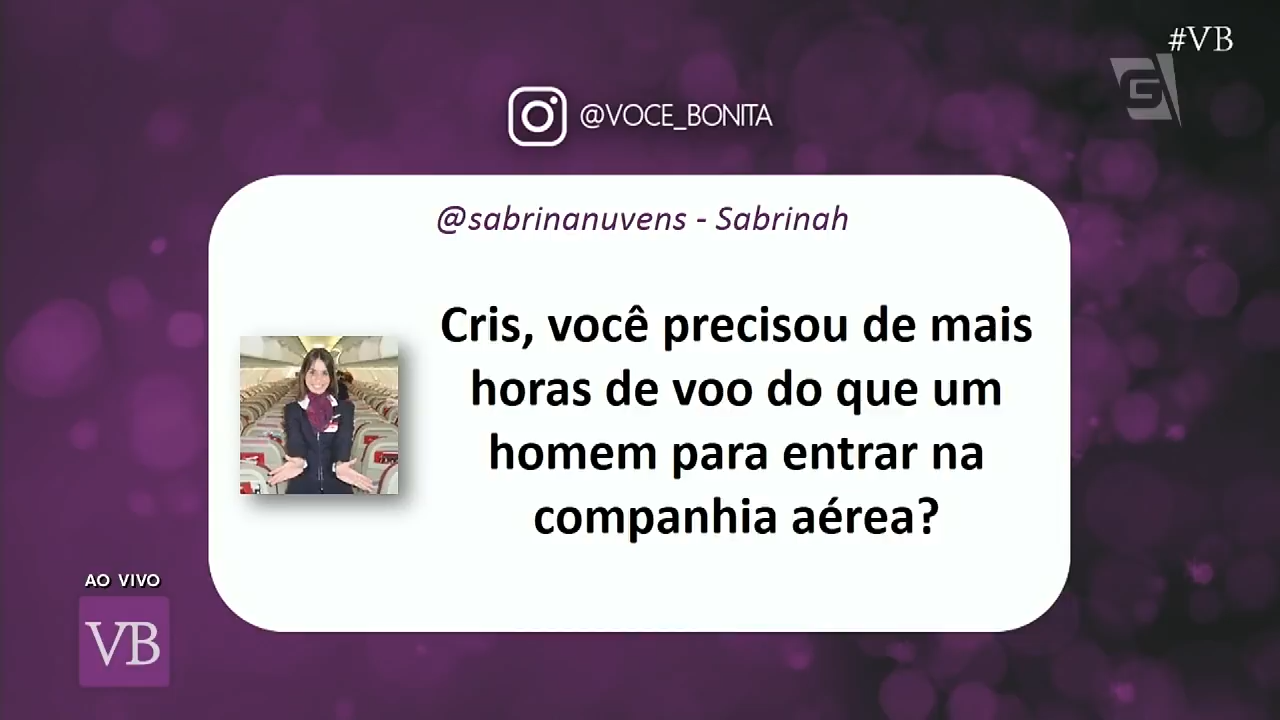 #VB
@VOCE_BONITA
@sabrinanuvens - Sabrinah
Cris, você precisou de mais
horas de voo do que um
homem para entrar na
companhia aérea?
AO VIVO
VB